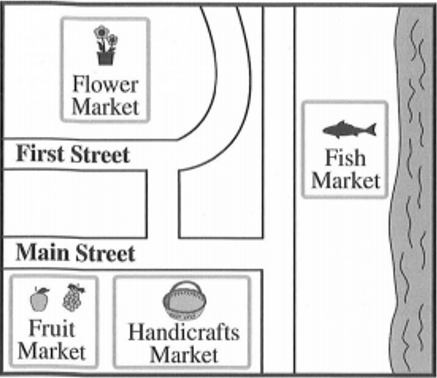 Flower
Market
First Street
Fish
Market
Main Street
Fruit
Market
Handicrafts
Market